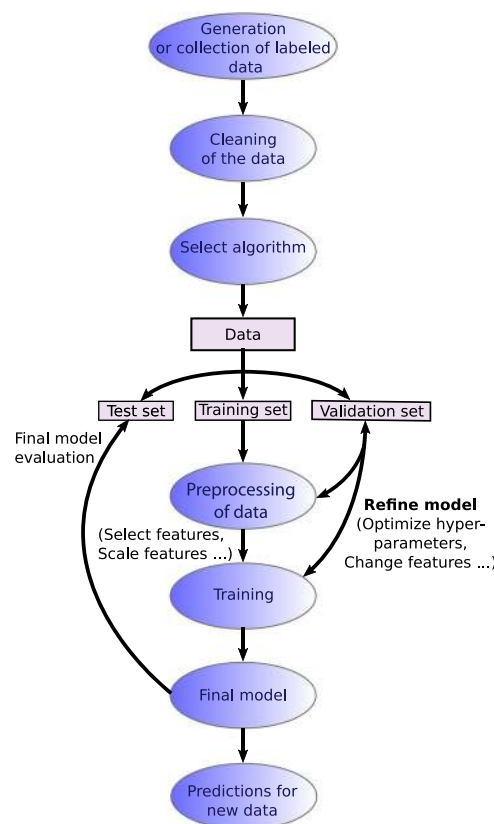 Generation
or collection of labeled
data
Cleaning
of the data
Select algorithm
Data
Test set
Training set
Validation set
Final model
evaluation
Preprocessing
of data
(Select features,
Scale features ...)
Refine model
(Optimize hyper-
parameters,
Change features ...)
Training
Final model
Predictions for
new data